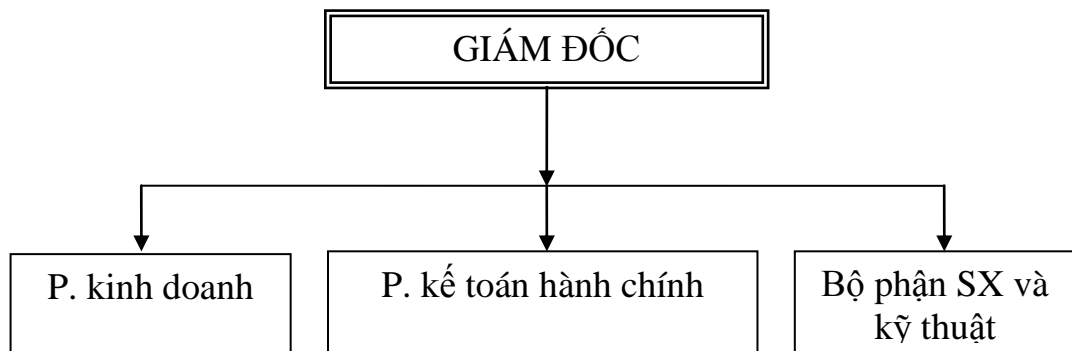 GIÁM ĐỐC
P. kinh doanh
P. kế toán hành chính
Bộ phận SX và
kỹ thuật